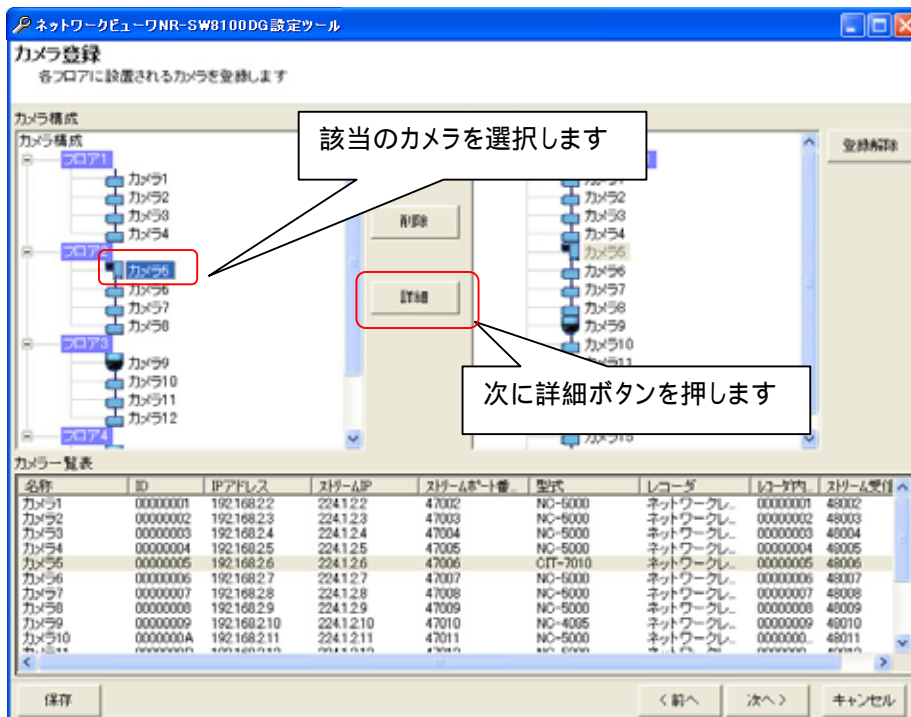 ネットワークビューワNR-SW8100DG設定ツール
カメラ登録
各フロアに設置されるカメラを登録します
カメラ構成
カメラ構成
フロア1
カメラ1
カメラ2
カメラ3
カメラ4
フロア2
カメラ5
カメラ6
カメラ7
カメラ8
フロア3
カメラ9
カメラ10
カメラ11
カメラ12
フロア4
該当のカメラを選択します
削除
詳細
次に詳細ボタンを押します
カメラ2
カメラ3
カメラ4
カメラ5
カメラ6
カメラ7
カメラ8
カメラ9
カメラ10
カメラ11
カメラ15
登録解除
カメラ一覧表
名称 ID IPアドレス ストリームIP ストリームポート番... 型式 レコーダ レコーダ内... ストリーム受信
カメラ1 00000001 192.168.2.2 224.1.2.2 47002 NC-5000 ネットワークレ... 00000001 48002
カメラ2 00000002 192.168.2.3 224.1.2.3 47003 NC-5000 ネットワークレ... 00000002 48003
カメラ3 00000003 192.168.2.4 224.1.2.4 47004 NC-5000 ネットワークレ... 00000003 48004
カメラ4 00000004 192.168.2.5 224.1.2.5 47005 NC-5000 ネットワークレ... 00000004 48005
カメラ5 00000005 192.168.2.6 224.1.2.6 47006 CIT-7010 ネットワークレ... 00000005 48006
カメラ6 00000006 192.168.2.7 224.1.2.7 47007 NC-5000 ネットワークレ... 00000006 48007
カメラ7 00000007 192.168.2.8 224.1.2.8 47008 NC-5000 ネットワークレ... 00000007 48008
カメラ8 00000008 192.168.2.9 224.1.2.9 47009 NC-5000 ネットワークレ... 00000008 48009
カメラ9 00000009 192.168.2.10 224.1.2.10 47010 NC-4085 ネットワークレ... 00000009 48010
カメラ10 0000000A 192.168.2.11 224.1.2.11 47011 NC-5000 ネットワークレ... 0000000... 48011
保存
< 前へ
次へ >
キャンセル